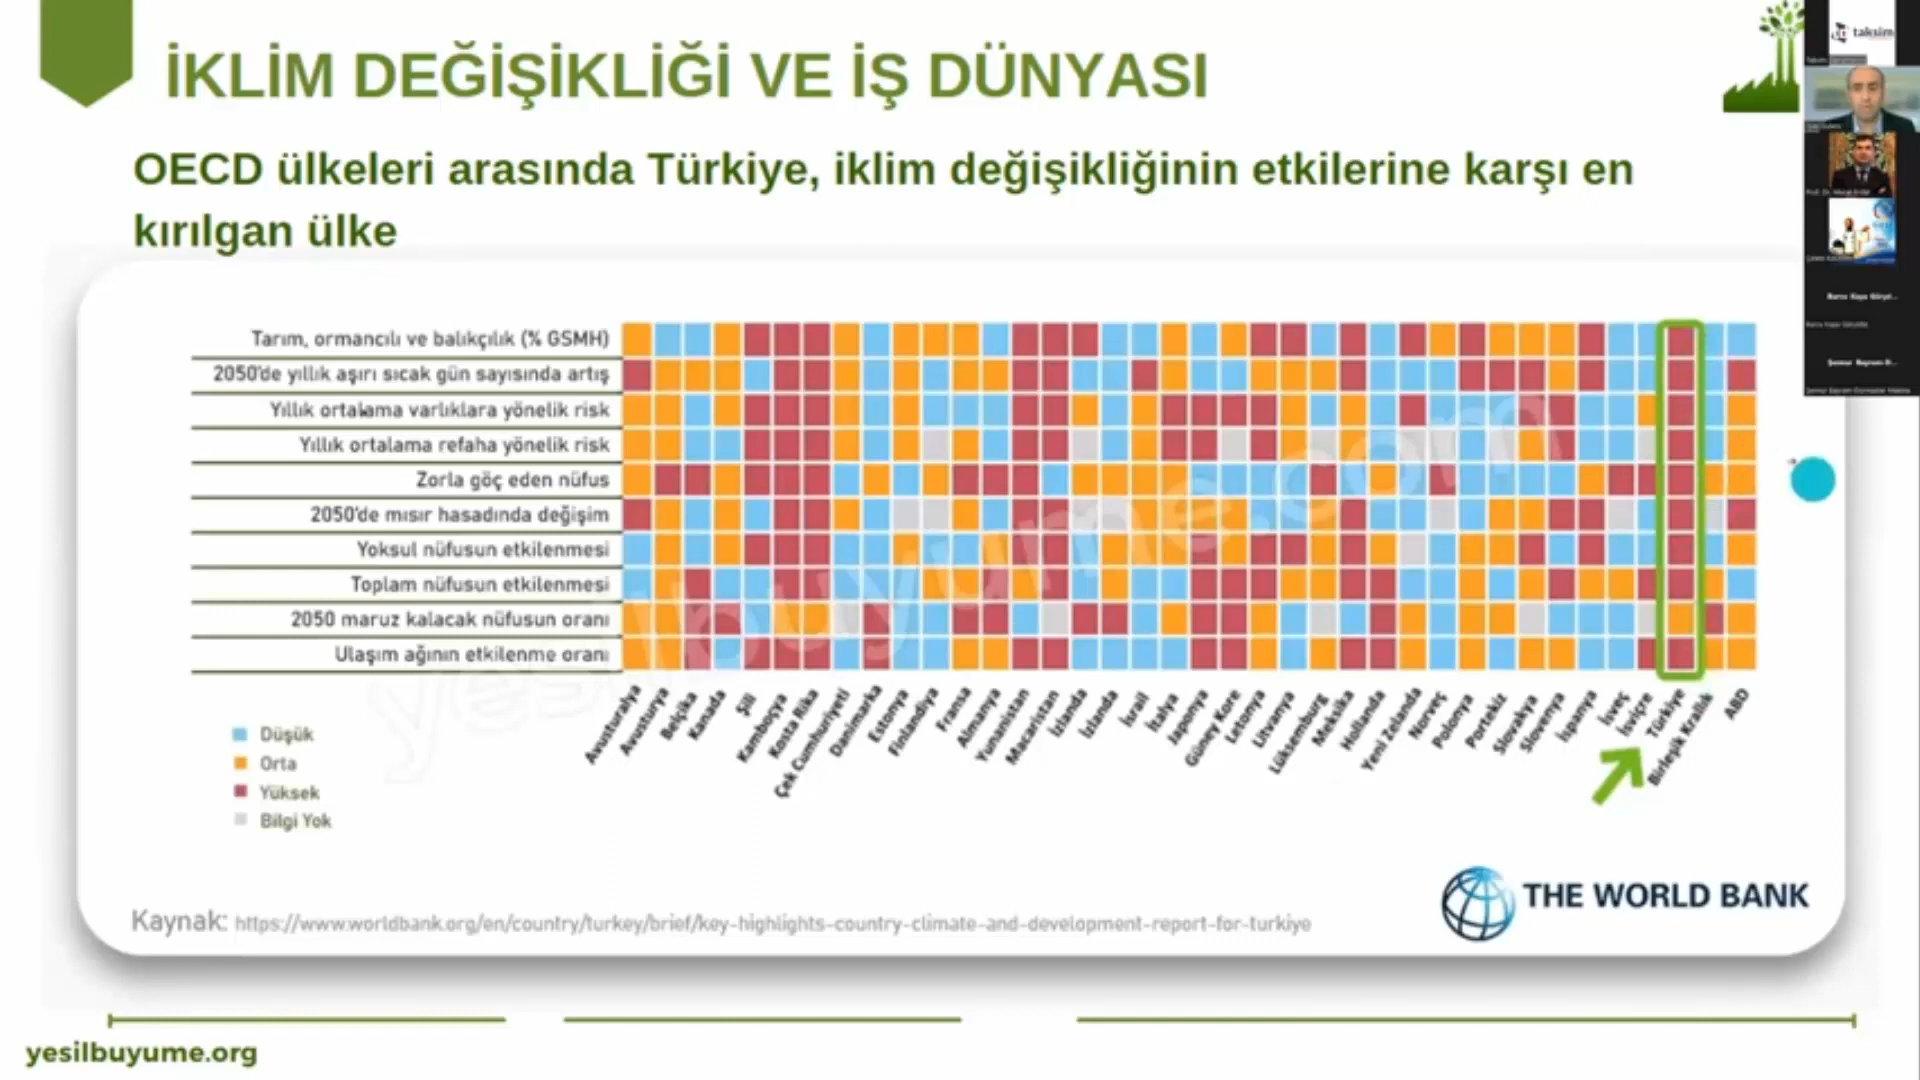 İKLİM DEĞİŞİKLİĞİ VE İŞ DÜNYASI
OECD ülkeleri arasında Türkiye, iklim değişikliğinin etkilerine karşı en
kırılgan ülke
Tarım, ormancılı ve balıkçılık (% GSMH)
2050'de yıllık aşırı sıcak gün sayısında artış
Yıllık ortalama varlıklara yönelik risk
Yıllık ortalama refaha yönelik risk
Zorla göç eden nüfus
2050'de mısır hasadında değişim
Yoksul nüfusun etkilenmesi
Toplam nüfusun etkilenmesi
2050 maruz kalacak nüfusun oranı
Ulaşım ağının etkilenme oranı
Avusturalya
Avusturya
Belçika
Kanada
Şili
Kamboçya
Kosta Rika
Çek Cumhuriyeti
Danimarka
Estonya
Finlandiya
Fransa
Almanya
Yunanistan
Macaristan
İzlanda
İzlanda
İsrail
İtalya
Japonya
Güney Kore
Letonya
Litvanya
Lüksemburg
Meksika
Hollanda
Yeni Zelanda
Norveç
Polonya
Portekiz
Slovakya
Slovenya
İspanya
İsveç
İsviçre
Türkiye
Birleşik Krallık
ABD
Düşük
Orta
Yüksek
Bilgi Yok
yesilbuyume.com
THE WORLD BANK
Kaynak: https://www.worldbank.org/en/country/turkey/brief/key-highlights-country-climate-and-development-report-for-turkiye
yesilbuyume.org
taksim